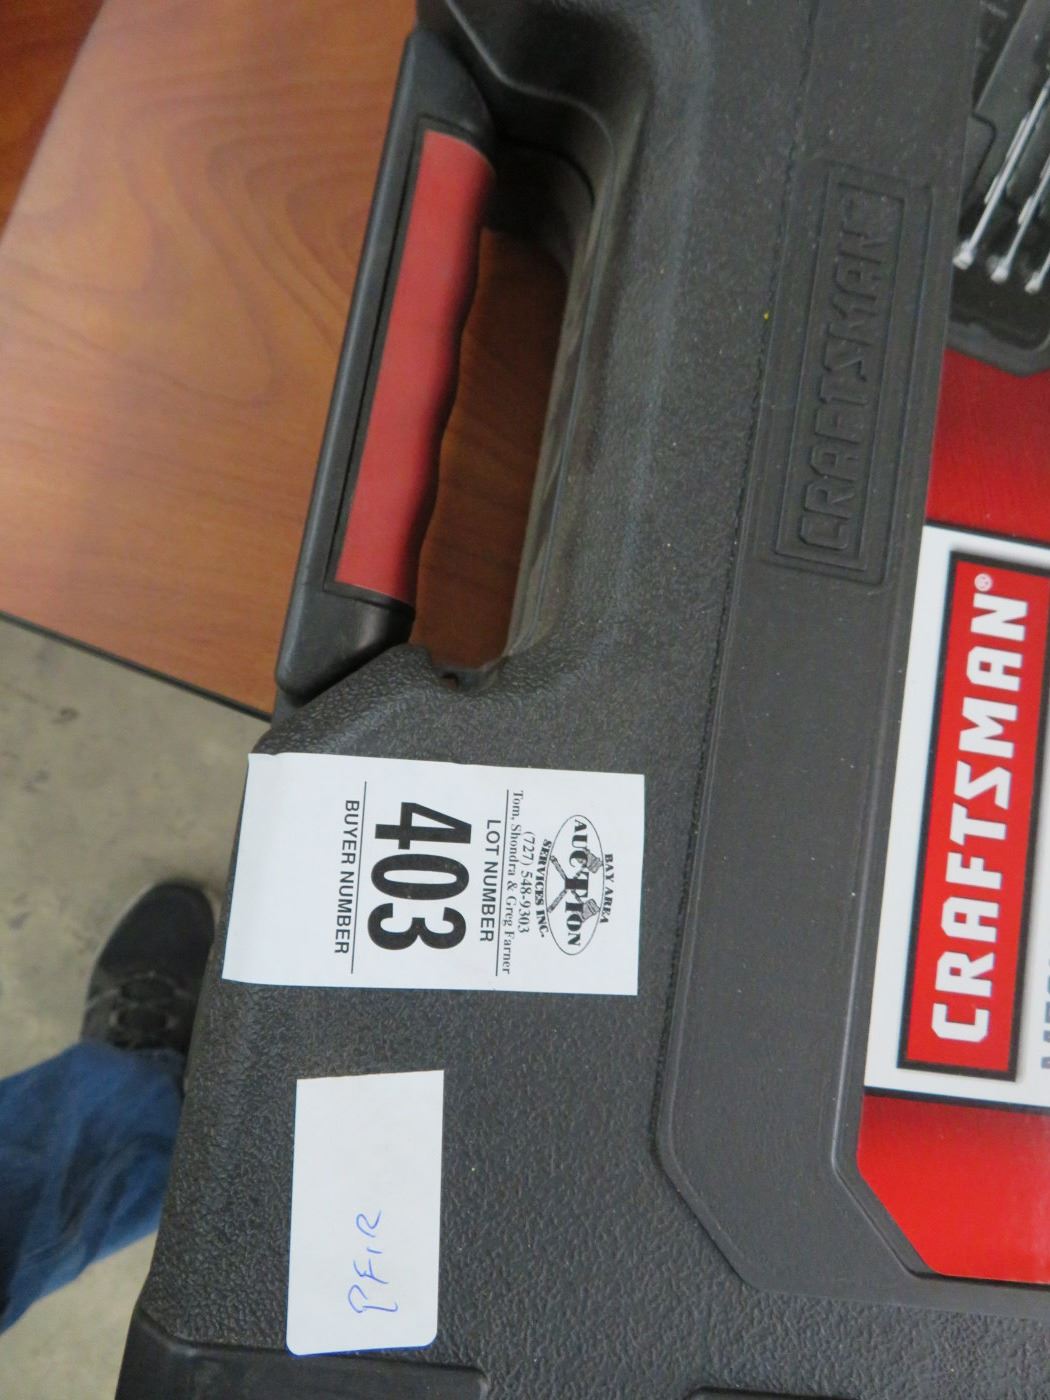 CRAFTSMAN
CRAFTSMAN®
BAY AREA
AUCTION
SERVICES INC.
(727) 548-9303
Tom, Shondra & Greg Farner
LOT NUMBER
403
BUYER NUMBER
PFIR